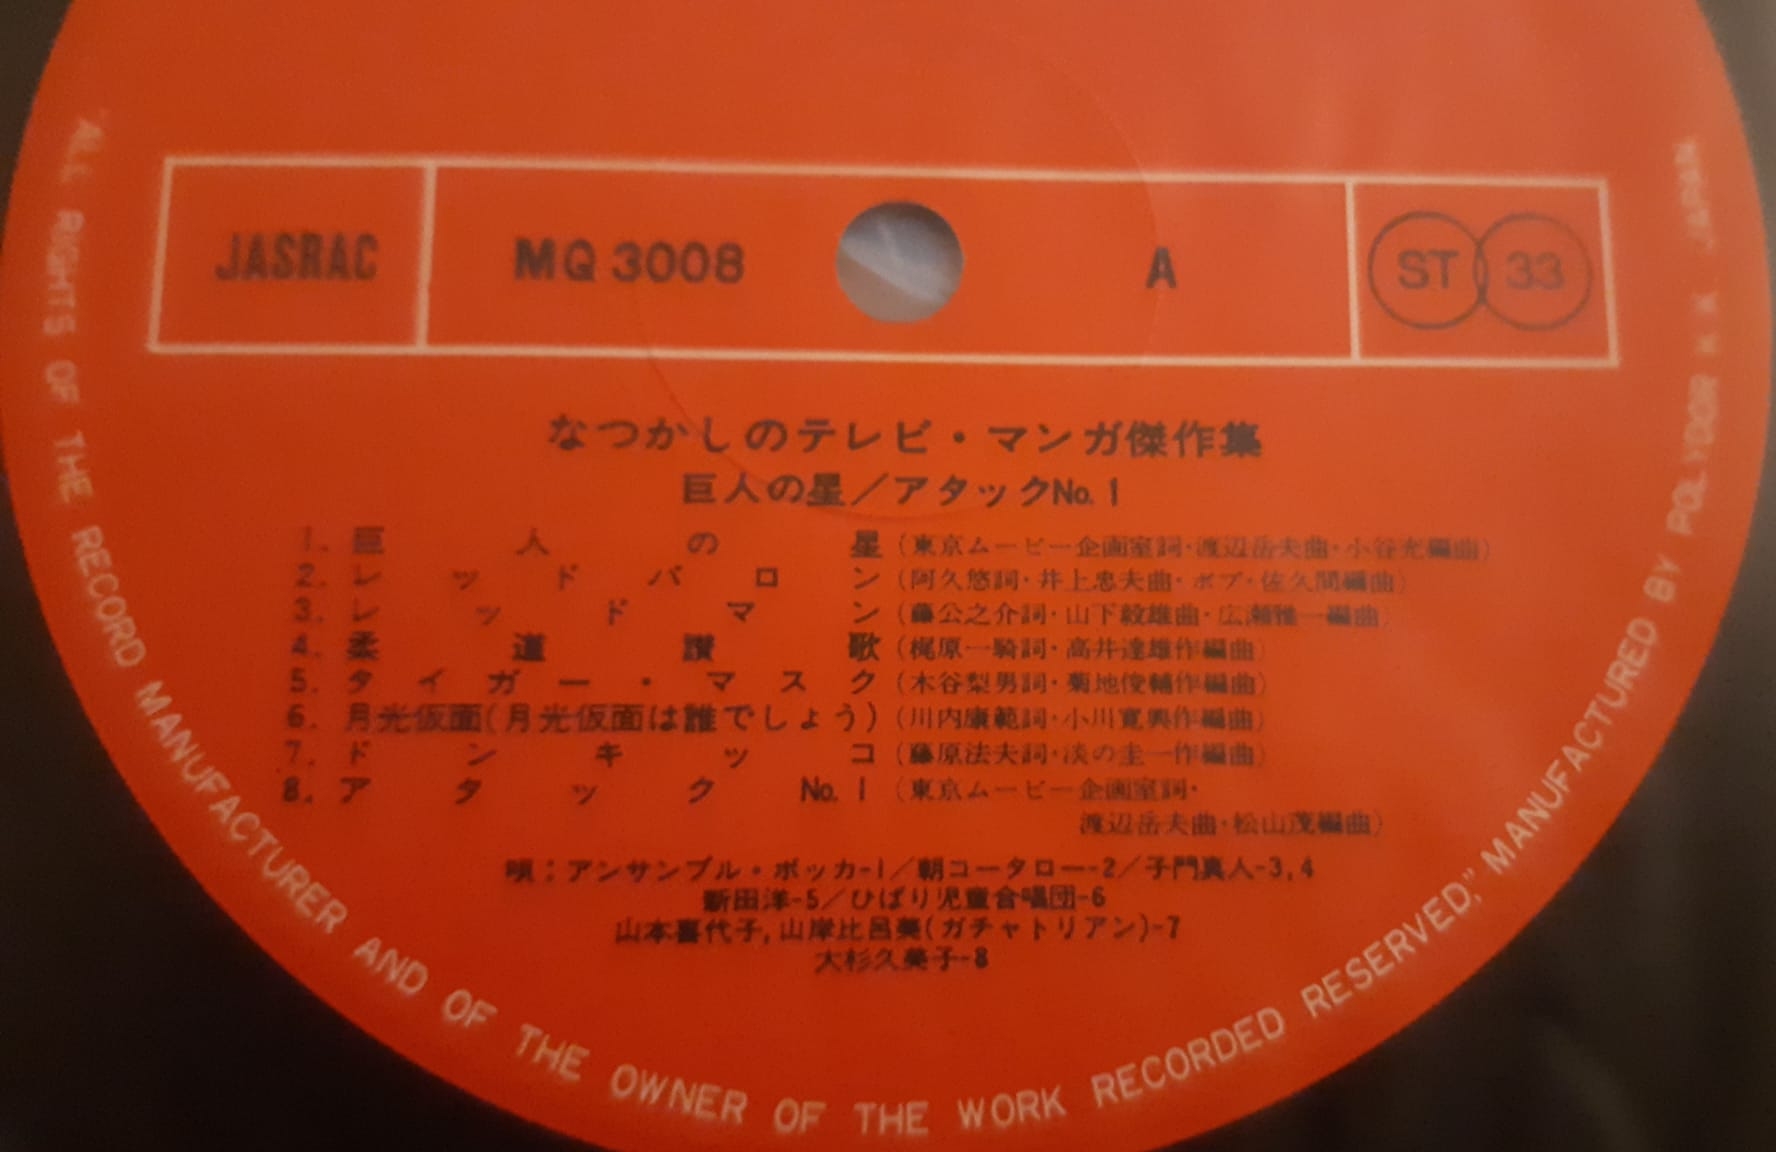 JASRAC MQ 3008 A ST 33
なつかしのテレビ・マンガ傑作集
巨人の星／アタックNo.1
1. 巨人の星 (東京ムービー企画室詞・渡辺岳夫曲・小谷充編曲)
2. レッドバロン (阿久悠詞・井上忠夫曲・ボブ・佐久間編曲)
3. レッドマン (藤公之介詞・山下毅雄曲・広瀬雅一編曲)
4. 柔道讃歌 (梶原一騎詞・高井達雄作編曲)
5. タイガー・マスク (木谷梨男詞・菊地俊輔作編曲)
6. 月光仮面(月光仮面は誰でしょう) (川内康範詞・小川寛興作編曲)
7. ドンキッコ (藤原法夫詞・淡の圭一作編曲)
8. アタックNo.1 (東京ムービー企画室詞・
渡辺岳夫曲・松山茂編曲)
唄：アンサンブル・ボッカ-1／朝コータロー-2／子門真人-3,4
新田洋-5／ひばり児童合唱団-6
山本喜代子,山岸比呂美(ガチャトリアン)-7
大杉久美子-8
"ALL RIGHTS OF THE RECORD MANUFACTURER AND OF THE OWNER OF THE WORK RECORDED RESERVED," MANUFACTURED BY POLYDOR K.K. JAPAN